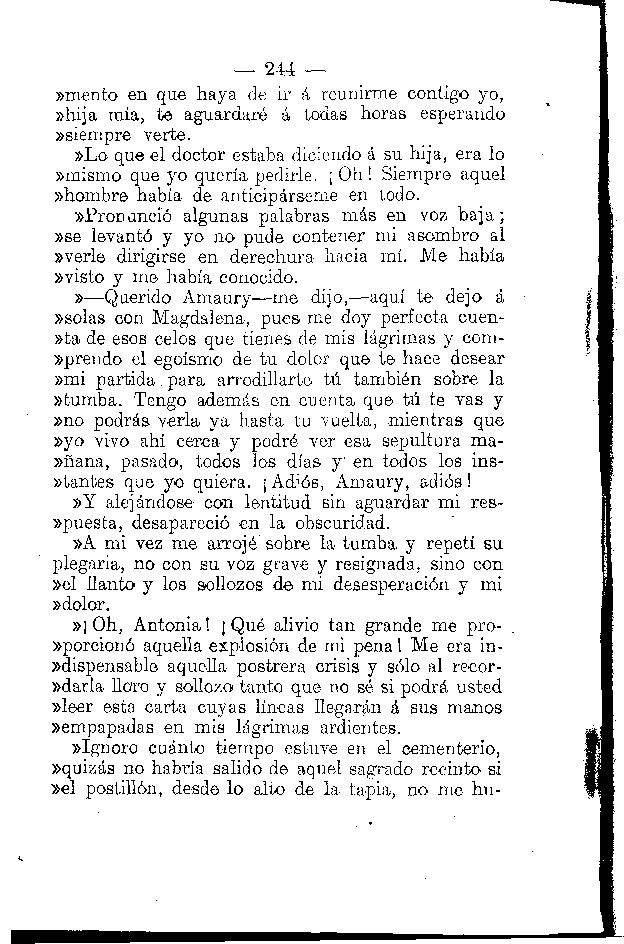 — 244 —
»mento en que haya de ir á reunirme contigo yo,
»hija mía, te aguardaré á todas horas esperando
»siempre verte.
»Lo que el doctor estaba diciendo á su hija, era lo
»mismo que yo quería pedirle. ¡Oh! Siempre aquel
»hombre había de anticipárseme en todo.
»Pronunció algunas palabras más en voz baja;
»se levantó y yo no pude contener mi asombro al
»verle dirigirse en derechura hacia mí. Me había
»visto y me había conocido.
»—Querido Amaury—me dijo,—aquí te dejo á
»solas con Magdalena, pues me doy perfecta cuen-
»ta de esos celos que tienes de mis lágrimas y com-
»prendo el egoísmo de tu dolor que te hace desear
»mi partida para arrodillarte tú también sobre la
»tumba. Tengo además en cuenta que tú te vas y
»no podrás verla ya hasta tu vuelta, mientras que
»yo vivo ahí cerca y podré ver esa sepultura ma-
»ñana, pasado, todos los días y en todos los ins-
»tantes que yo quiera. ¡Adiós, Amaury, adiós!
»Y alejándose con lentitud sin aguardar mi res-
»puesta, desapareció en la obscuridad.
»A mi vez me arrojé sobre la tumba y repetí su
plegaria, no con su voz grave y resignada, sino con
»el llanto y los sollozos de mi desesperación y mi
»dolor.
»¡Oh, Antonia! ¡Qué alivio tan grande me pro-
»porcionó aquella explosión de mi pena! Me era in-
»dispensable aquella postrera crisis y sólo al recor-
»darla lloro y sollozo tanto que no sé si podrá usted
»leer esta carta cuyas líneas llegarán á sus manos
»empapadas en mis lágrimas ardientes.
»Ignoro cuánto tiempo estuve en el cementerio,
»quizás no habría salido de aquel sagrado recinto si
»el postillón, desde lo alto de la tapia, no me hu-